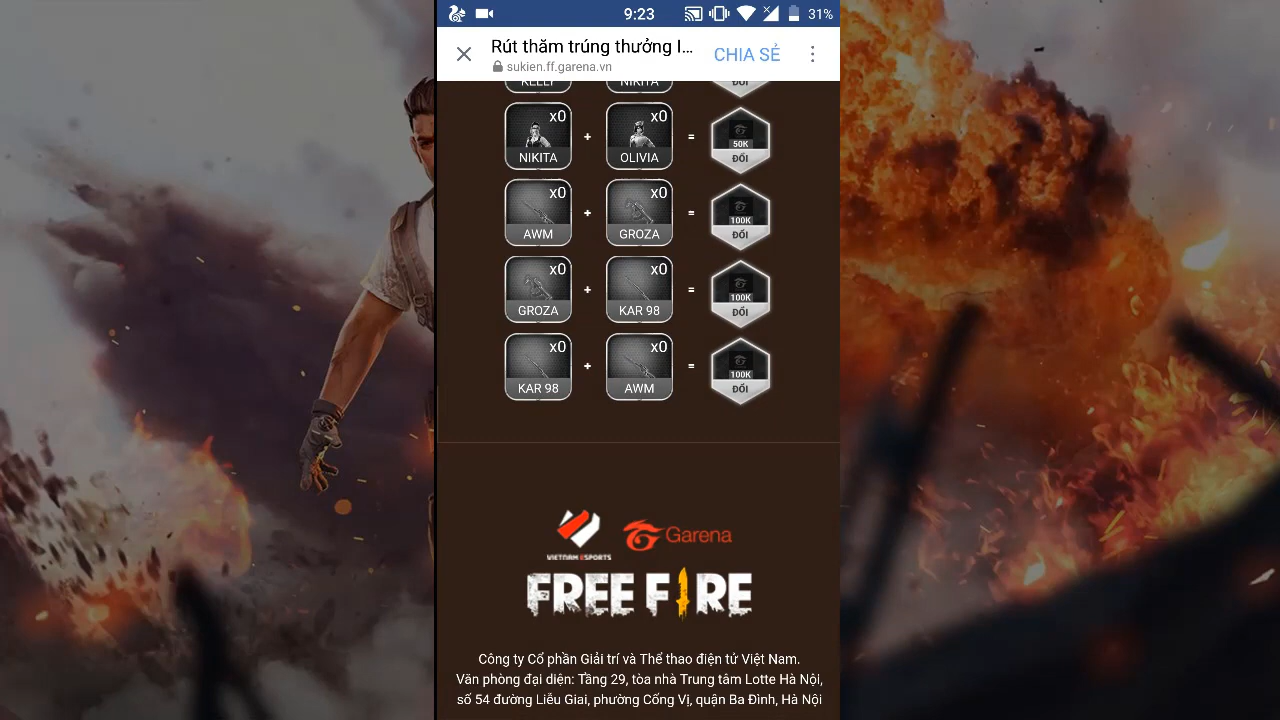 9:23
31%
Rút thăm trúng thưởng I...
CHIA SẺ
sukien.ff.garena.vn
KELLY
NIKITA
ĐỔI
x0
NIKITA
+
x0
OLIVIA
=
50K
ĐỔI
x0
AWM
+
x0
GROZA
=
100K
ĐỔI
x0
GROZA
+
x0
KAR 98
=
100K
ĐỔI
x0
KAR 98
+
x0
AWM
=
100K
ĐỔI
VIETNAM ESPORTS
Garena
FREE FIRE
Công ty Cổ phần Giải trí và Thể thao điện tử Việt Nam.
Văn phòng đại diện: Tầng 29, tòa nhà Trung tâm Lotte Hà Nội,
số 54 đường Liễu Giai, phường Cống Vị, quận Ba Đình, Hà Nội